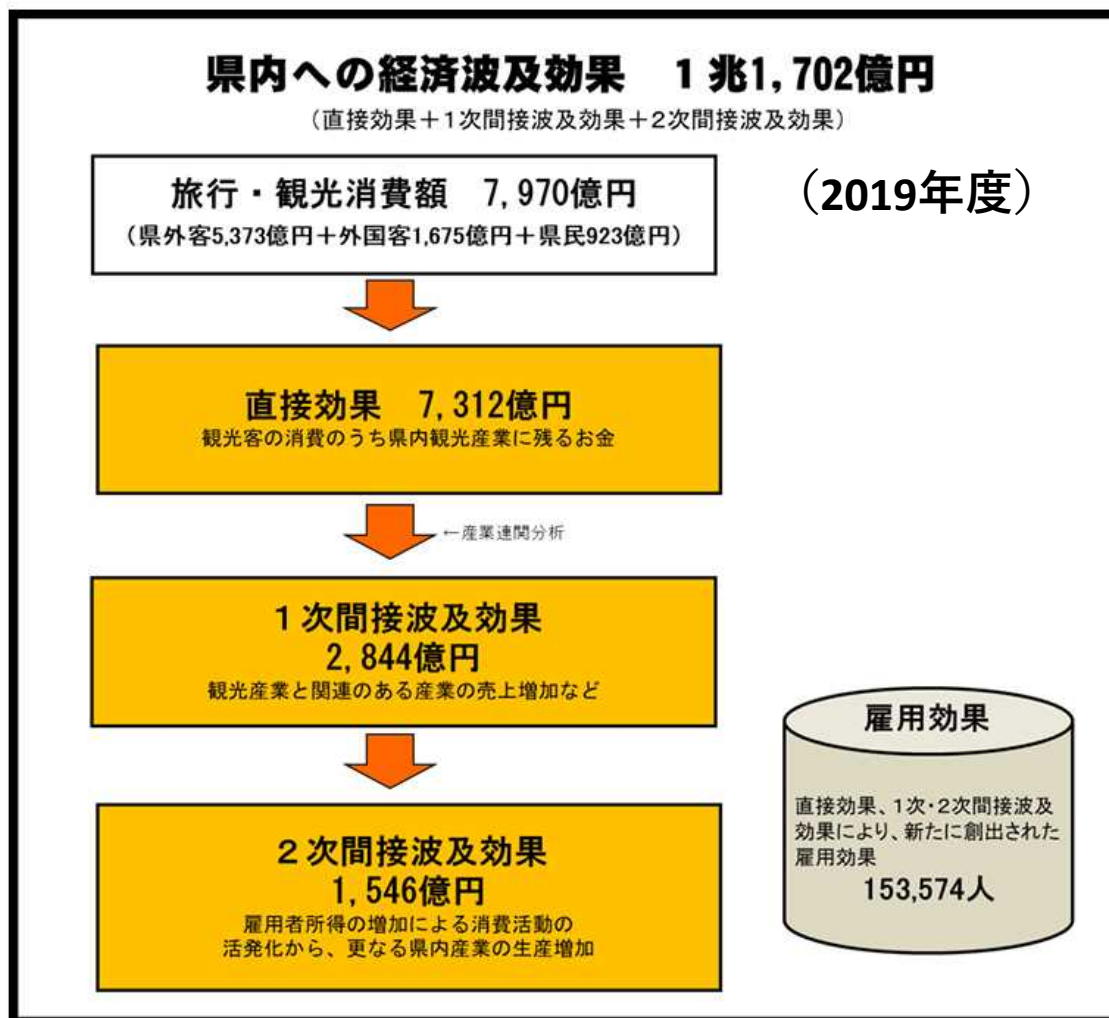 県内への経済波及効果 1兆1,702億円
（直接効果＋１次間接波及効果＋２次間接波及効果）
旅行・観光消費額 7,970億円
（県外客5,373億円＋外国客1,675億円＋県民923億円）
（2019年度）
直接効果 7,312億円
観光客の消費のうち県内観光産業に残るお金
←産業連関分析
１次間接波及効果
2,844億円
観光産業と関連のある産業の売上増加など
２次間接波及効果
1,546億円
雇用者所得の増加による消費活動の
活発化から、更なる県内産業の生産増加
雇用効果
直接効果、1次・2次間接波及
効果により、新たに創出された
雇用効果
153,574人